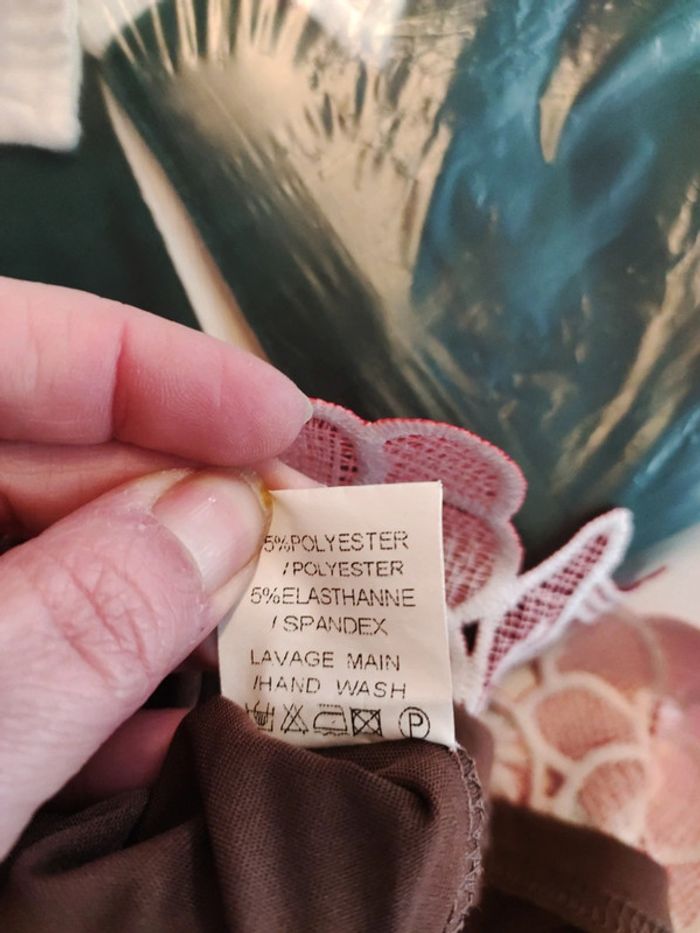 5%POLYESTER
/POLYESTER
5%ELASTHANNE
/SPANDEX
LAVAGE MAIN
/HAND WASH
P